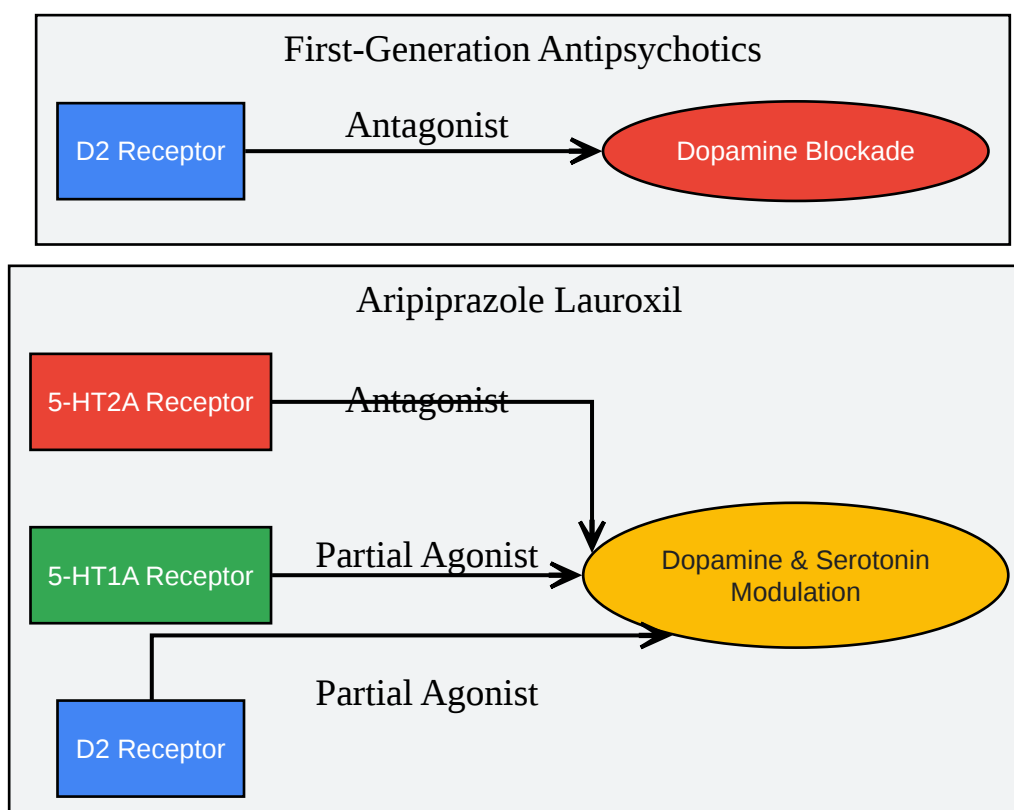 First-Generation Antipsychotics
D2 Receptor
Antagonist
Dopamine Blockade
Aripiprazole Lauroxil
5-HT2A Receptor
Antagonist
5-HT1A Receptor
Partial Agonist
Dopamine & Serotonin
Modulation
Partial Agonist
D2 Receptor